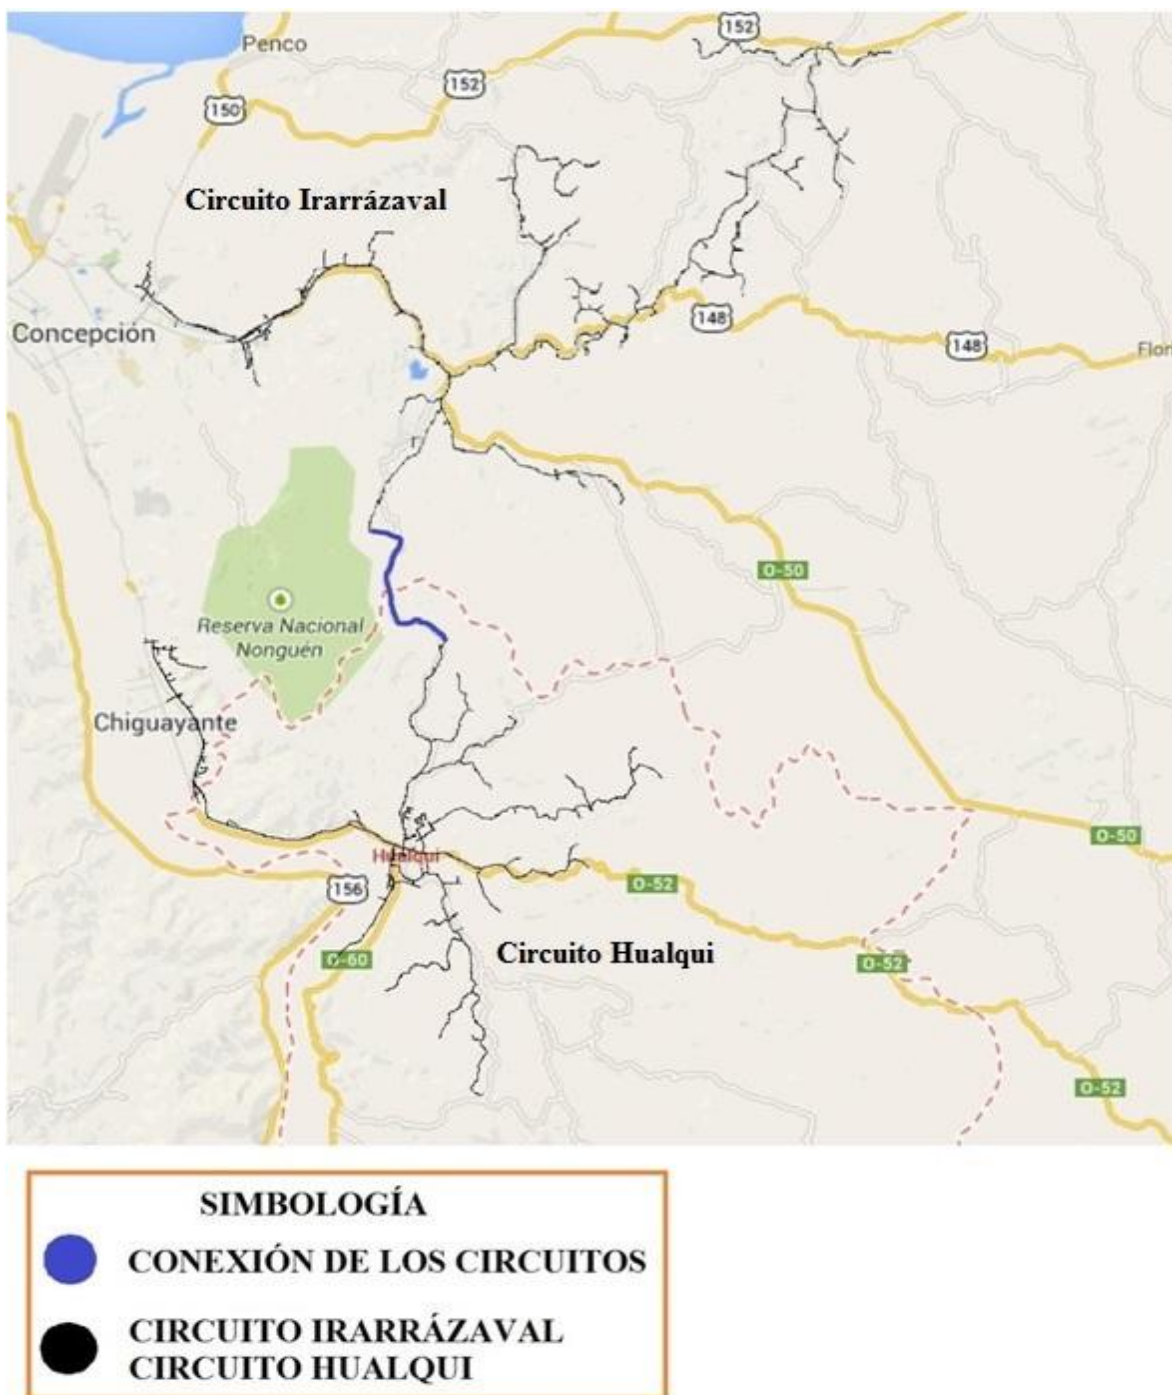 152
Penco
152
150
Circuito Irarrázaval
148
148
Concepción
Flor
O-50
Reserva Nacional
Nonguén
Chiguayante
O-50
Hualqui
156
O-52
Circuito Hualqui
O-60
O-52
O-52
SIMBOLOGÍA
CONEXIÓN DE LOS CIRCUITOS
CIRCUITO IRARRÁZAVAL
CIRCUITO HUALQUI